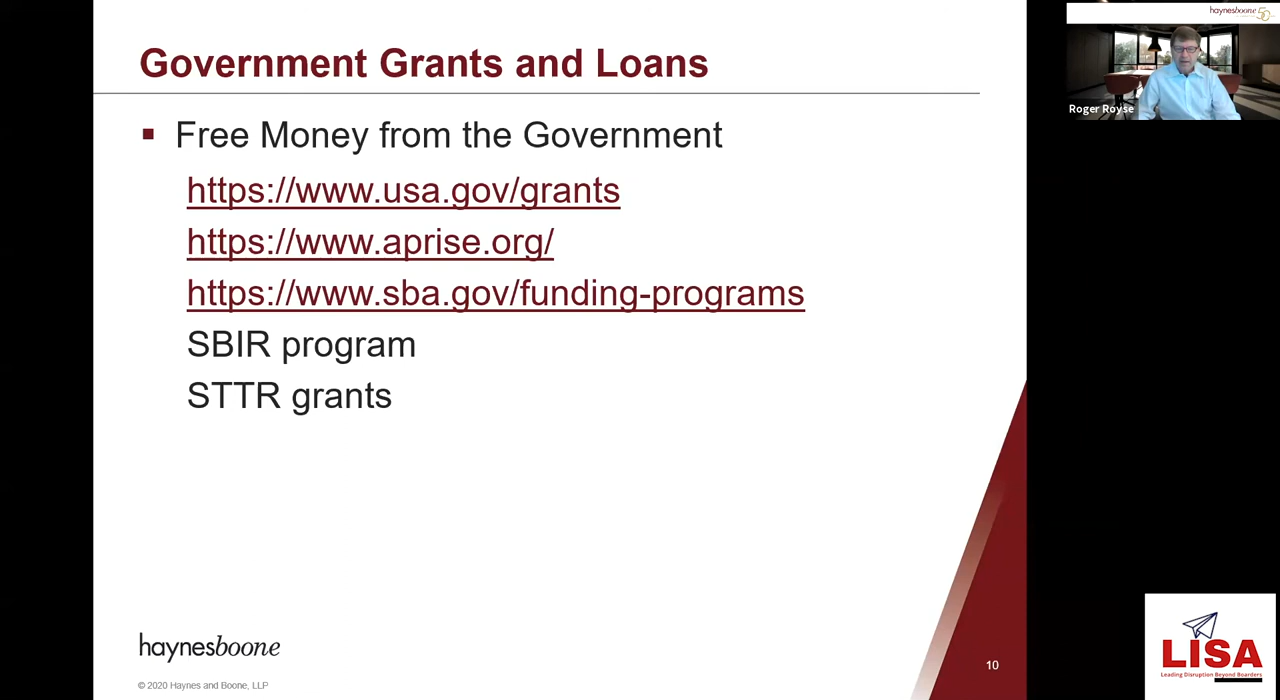 Government Grants and Loans
▪ Free Money from the Government
https://www.usa.gov/grants
https://www.aprise.org/
https://www.sba.gov/funding-programs
SBIR program
STTR grants
haynesboone
© 2020 Haynes and Boone, LLP
10
haynesboone 50
Roger Royse
LISA
Leading Disruption Beyond Boarders